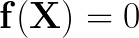 f(X) = 0